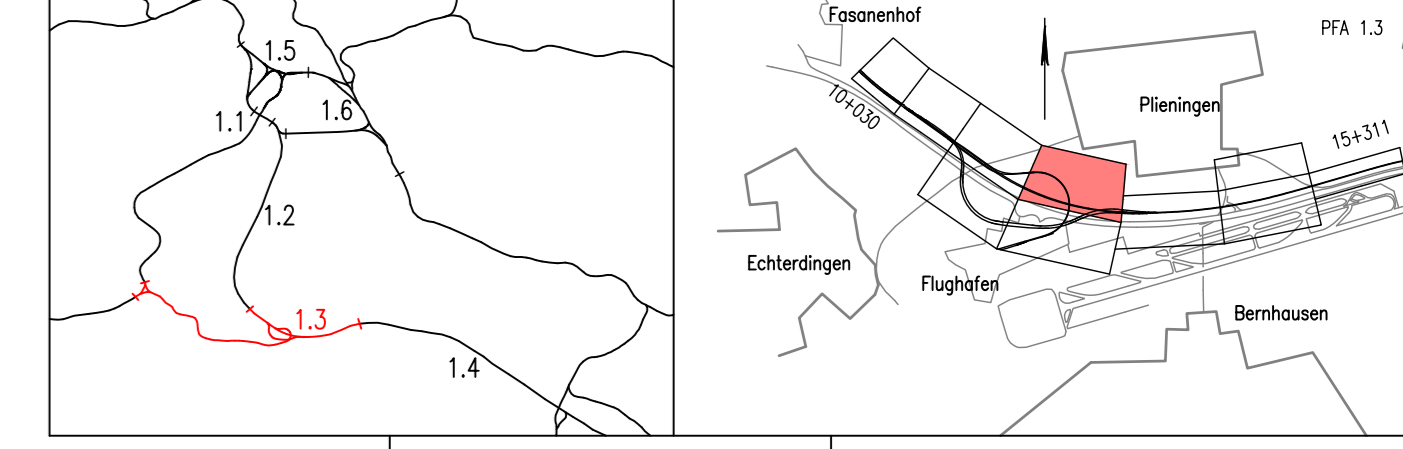 1.5
1.6
1.1
1.2
1.3
1.4
Fasanenhof
PFA 1.3
10+030
Plieningen
15+311
Echterdingen
Flughafen
Bernhausen